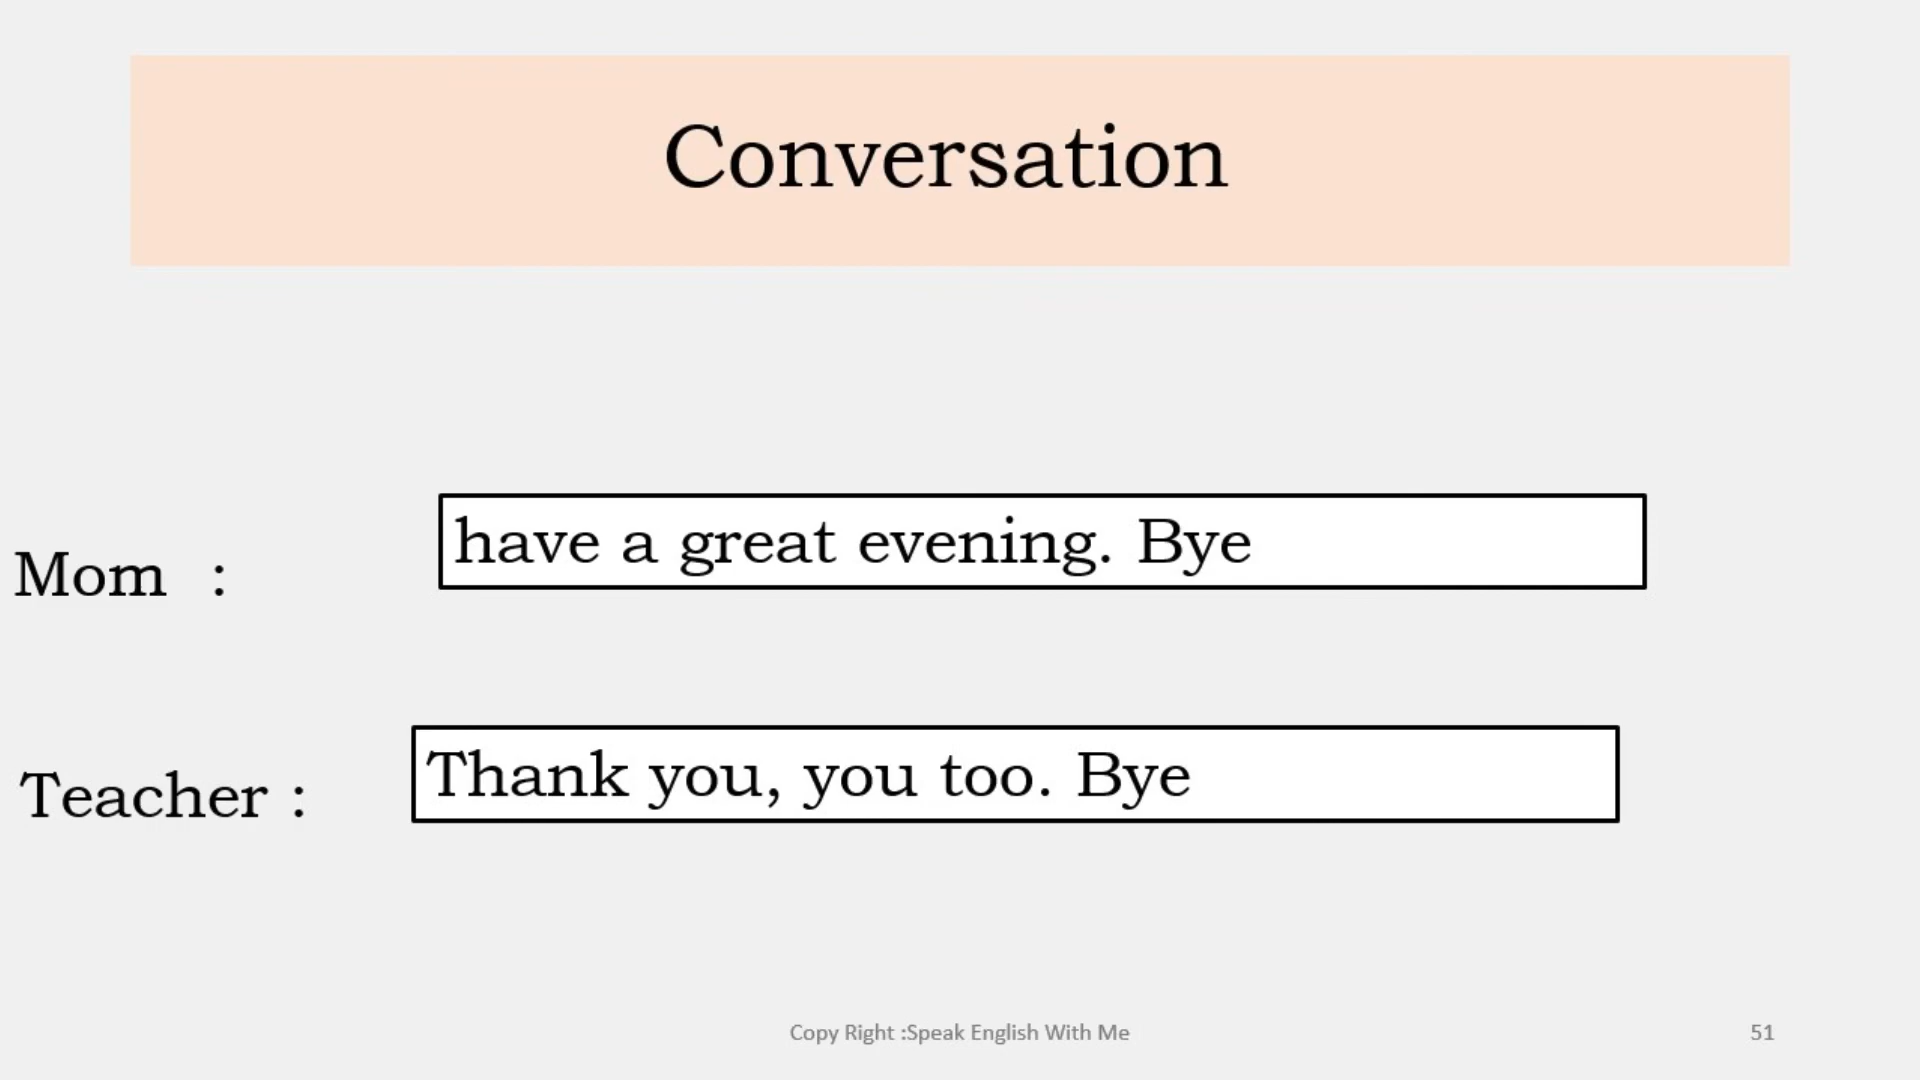 Conversation
Mom : have a great evening. Bye
Teacher : Thank you, you too. Bye
Copy Right :Speak English With Me 51